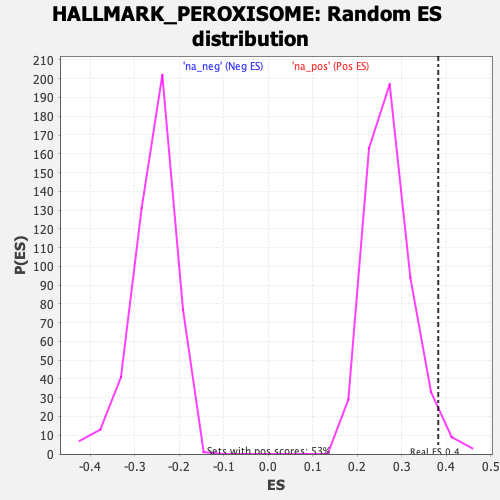 HALLMARK_PEROXISOME: Random ES
distribution
'na_neg' (Neg ES) 'na_pos' (Pos ES)
210
200
190
180
170
160
150
140
130
120
110
100
90
80
70
60
50
40
30
20
10
0
P(ES)
Sets with pos scores: 53%
Real ES 0.4
-0.4 -0.3 -0.2 -0.1 0.0 0.1 0.2 0.3 0.4 0.5
ES